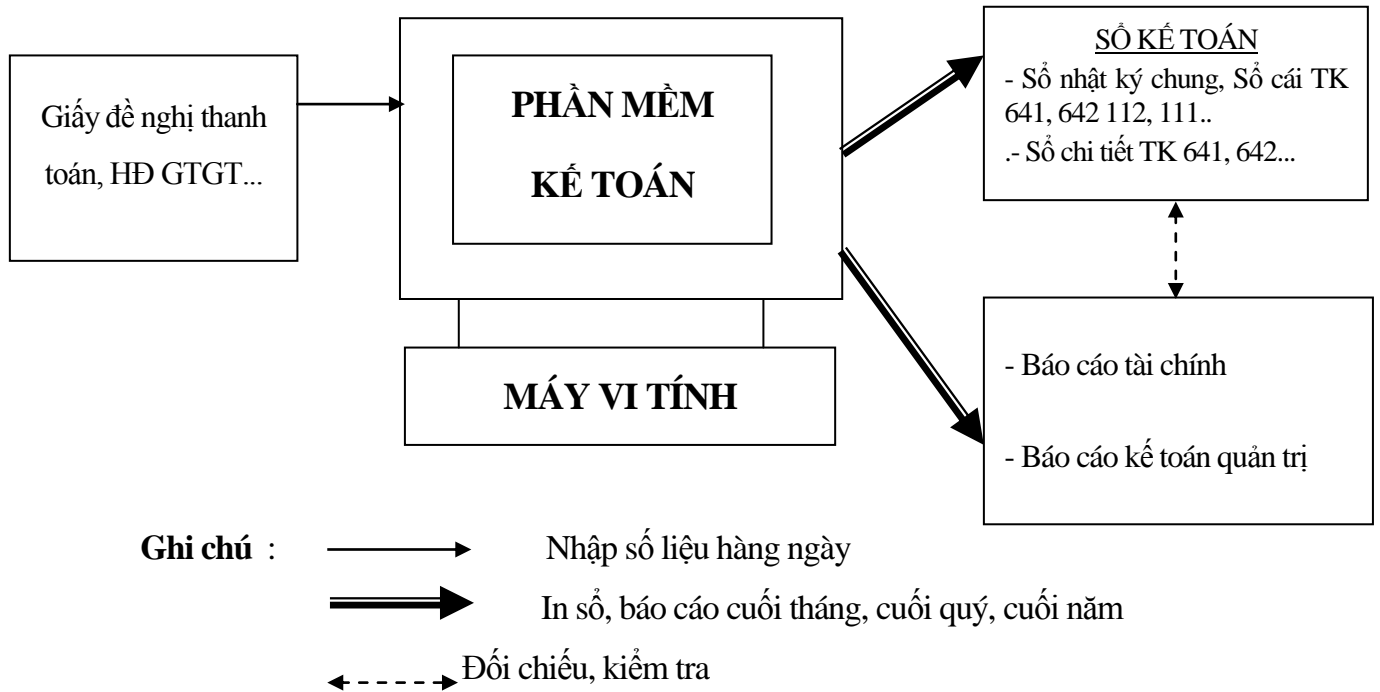 Giấy đề nghị thanh
toán, HĐ GTGT...
PHẦN MỀM
KẾ TOÁN
MÁY VI TÍNH
SỔ KẾ TOÁN
- Sổ nhật ký chung, Sổ cái TK
641, 642 112, 111..
.- Sổ chi tiết TK 641, 642...
- Báo cáo tài chính
- Báo cáo kế toán quản trị
Ghi chú :
Nhập số liệu hàng ngày
In sổ, báo cáo cuối tháng, cuối quý, cuối năm
Đối chiếu, kiểm tra